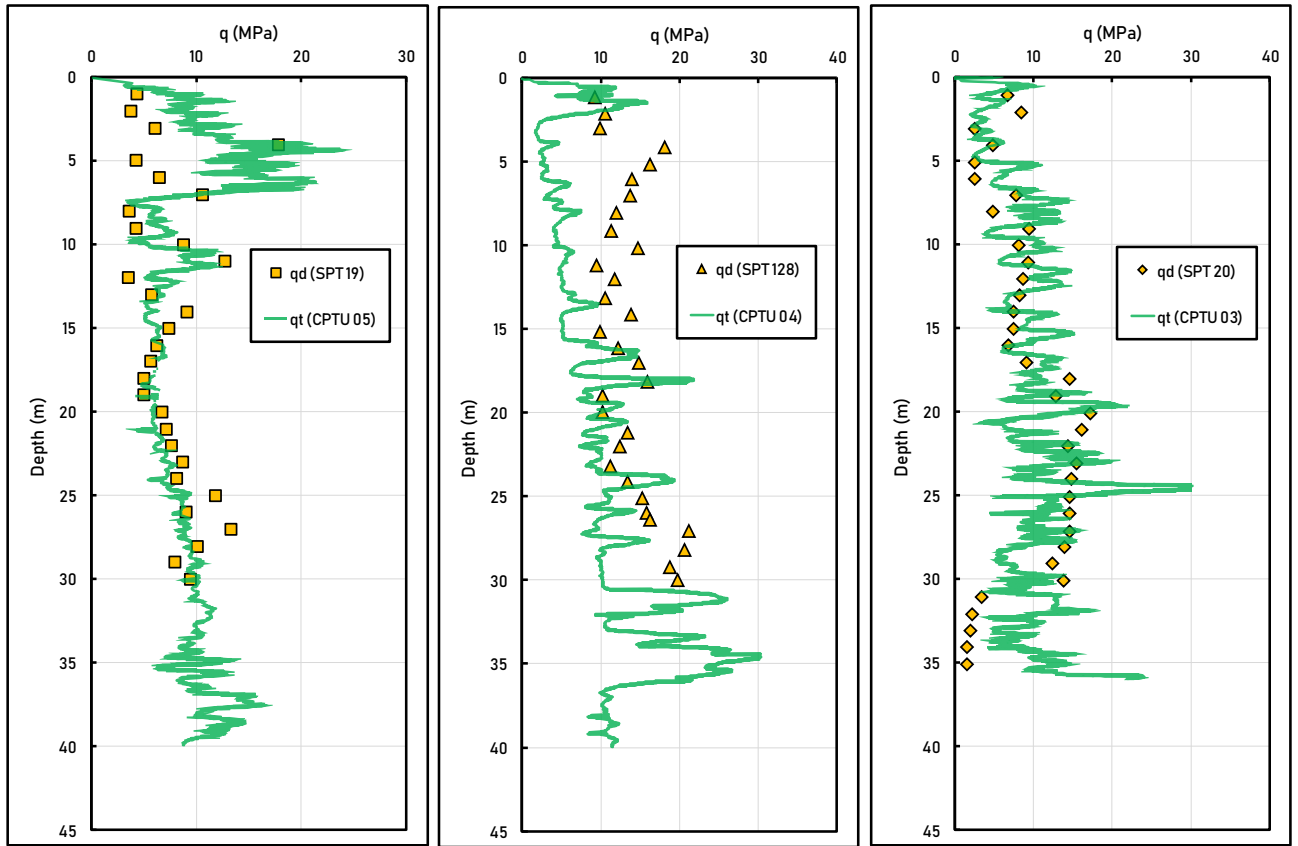 q (MPa)
0 10 20 30
0
5
10
15
20
25
30
35
40
45
Depth (m)
qd (SPT 19)
qt (CPTU 05)
q (MPa)
0 10 20 30 40
0
5
10
15
20
25
30
35
40
45
Depth (m)
qd (SPT 128)
qt (CPTU 04)
q (MPa)
0 10 20 30 40
0
5
10
15
20
25
30
35
40
45
Depth (m)
qd (SPT 20)
qt (CPTU 03)